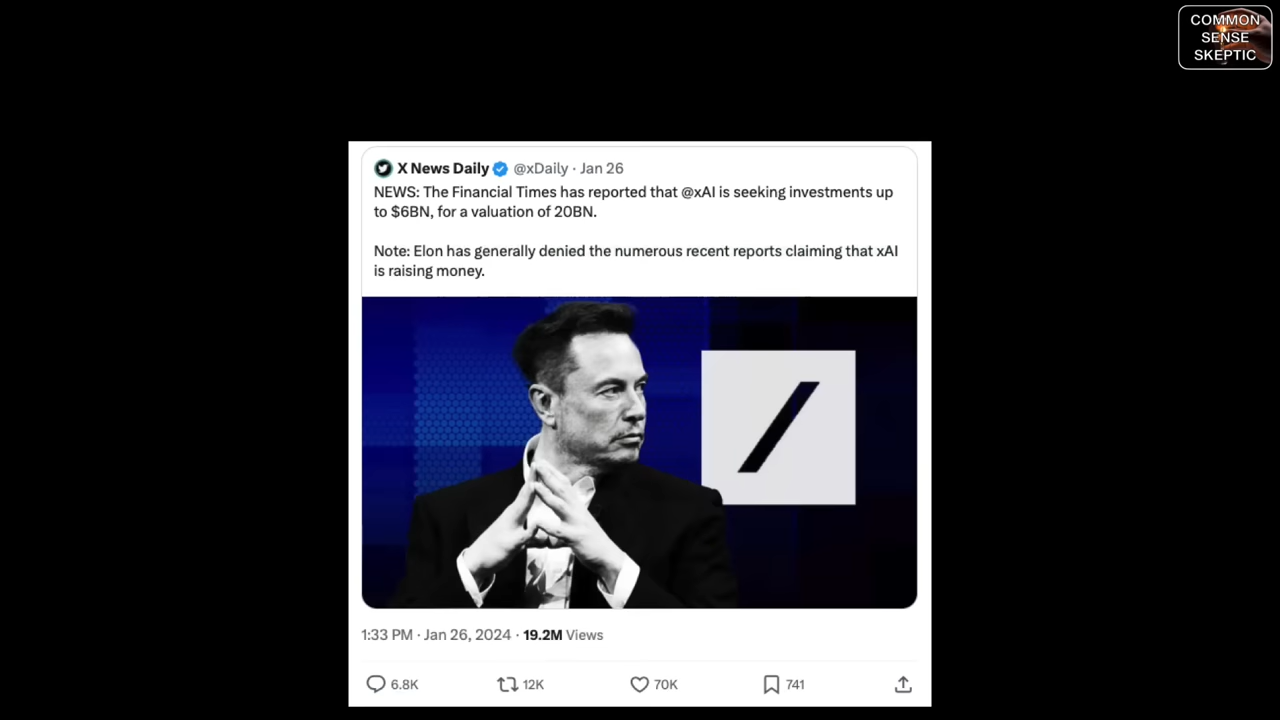 COMMON
SENSE
SKEPTIC
X News Daily @xDaily · Jan 26
NEWS: The Financial Times has reported that @xAI is seeking investments up
to $6BN, for a valuation of 20BN.
Note: Elon has generally denied the numerous recent reports claiming that xAI
is raising money.
1:33 PM · Jan 26, 2024 · 19.2M Views
6.8K 12K 70K 741